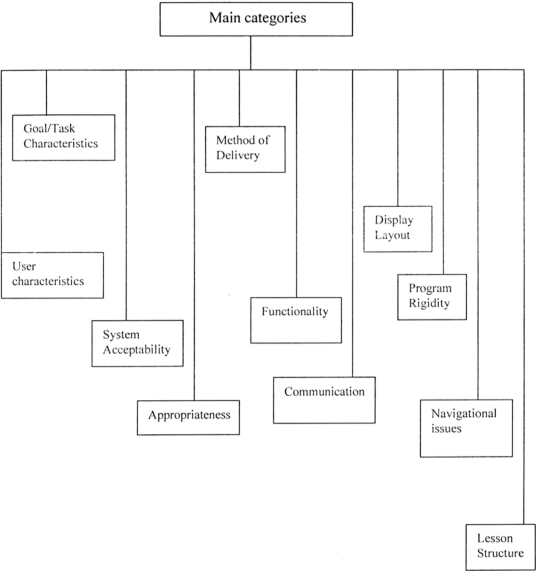 Main categories
Goal/Task
Characteristics
Method of
Delivery
Display
Layout
User
characteristics
Program
Rigidity
Functionality
System
Acceptability
Communication
Appropriateness
Navigational
issues
Lesson
Structure